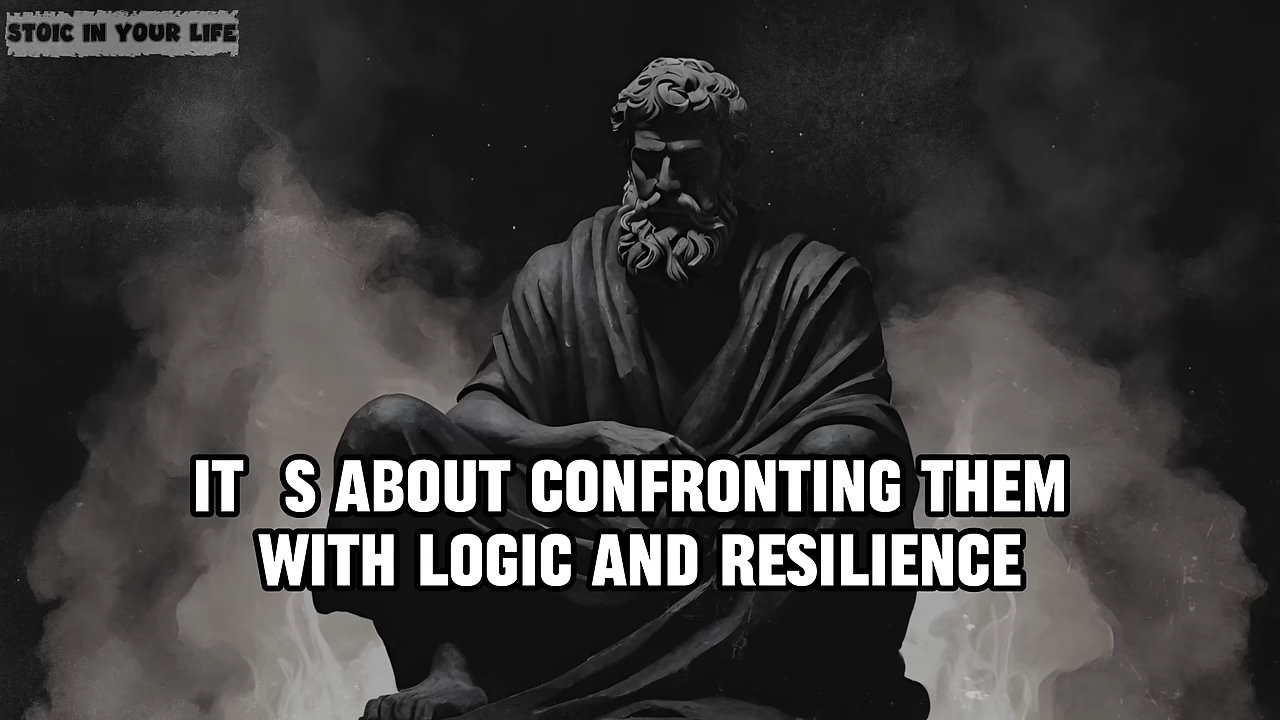 STOIC IN YOUR LIFE
IT  S ABOUT CONFRONTING THEM
WITH LOGIC AND RESILIENCE